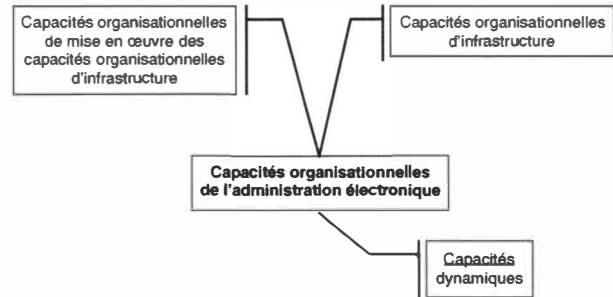 Capacités organisationnelles
de mise en œuvre des
capacités organisationnelles
d'infrastructure
Capacités organisationnelles
d'infrastructure
Capacités organisationnelles
de l'administration électronique
Capacités
dynamiques